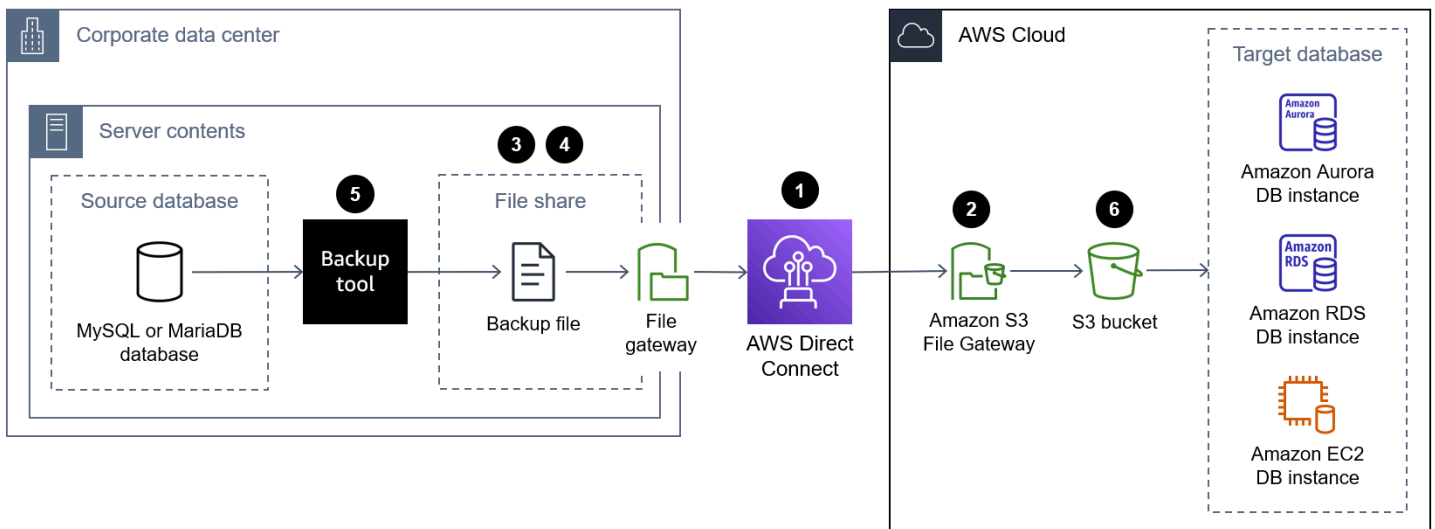 Corporate data center
Server contents
Source database
MySQL or MariaDB
database
5
Backup
tool
3
4
File share
Backup file
File
gateway
1
AWS Direct
Connect
AWS Cloud
2
Amazon S3
File Gateway
6
S3 bucket
Target database
Amazon
Aurora
Amazon Aurora
DB instance
Amazon
RDS
Amazon RDS
DB instance
Amazon EC2
DB instance